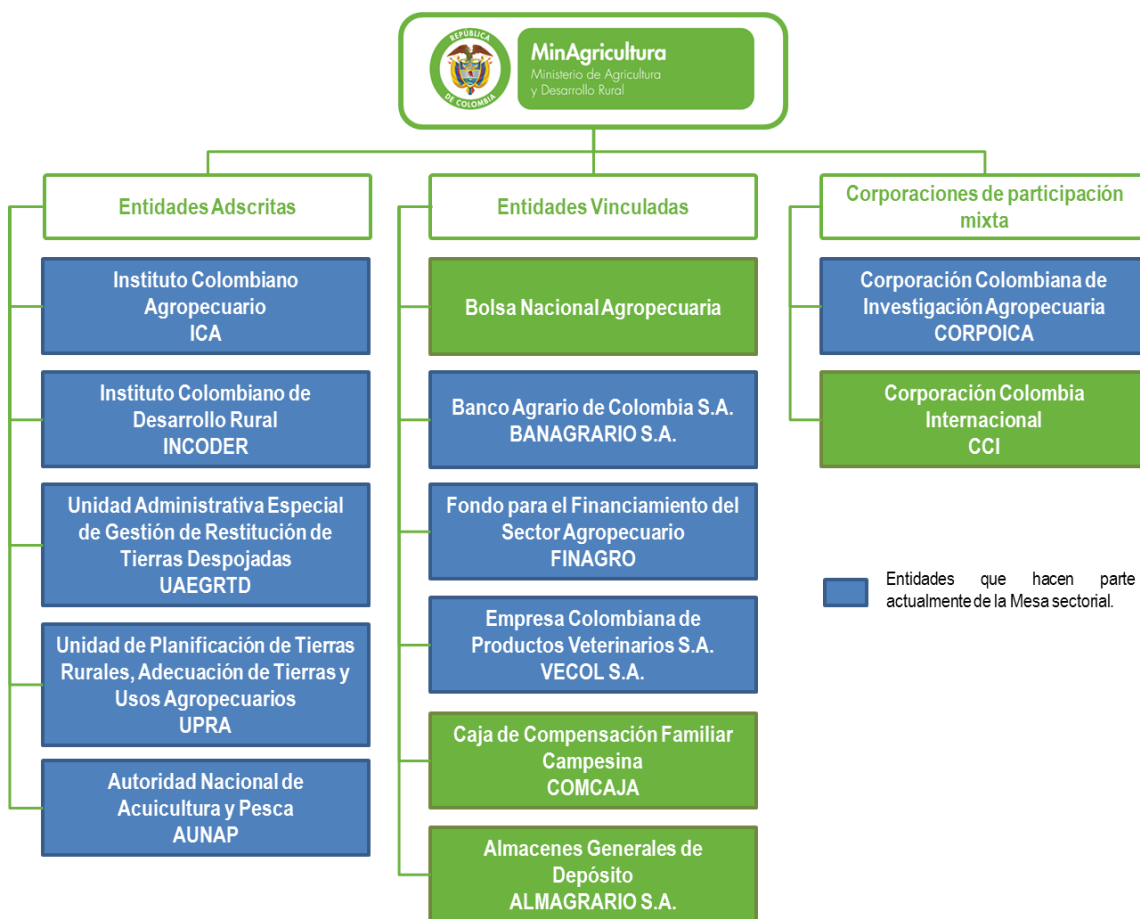 REPÚBLICA
DE COLOMBIA
MinAgricultura
Ministerio de Agricultura
y Desarrollo Rural
Entidades Adscritas
Instituto Colombiano
Agropecuario
ICA
Instituto Colombiano de
Desarrollo Rural
INCODER
Unidad Administrativa Especial
de Gestión de Restitución de
Tierras Despojadas
UAEGRTD
Unidad de Planificación de Tierras
Rurales, Adecuación de Tierras y
Usos Agropecuarios
UPRA
Autoridad Nacional de
Acuicultura y Pesca
AUNAP
Entidades Vinculadas
Bolsa Nacional Agropecuaria
Banco Agrario de Colombia S.A.
BANAGRARIO S.A.
Fondo para el Financiamiento del
Sector Agropecuario
FINAGRO
Empresa Colombiana de
Productos Veterinarios S.A.
VECOL S.A.
Caja de Compensación Familiar
Campesina
COMCAJA
Almacenes Generales de
Depósito
ALMAGRARIO S.A.
Corporaciones de participación
mixta
Corporación Colombiana de
Investigación Agropecuaria
CORPOICA
Corporación Colombia
Internacional
CCI
Entidades que hacen parte
actualmente de la Mesa sectorial.